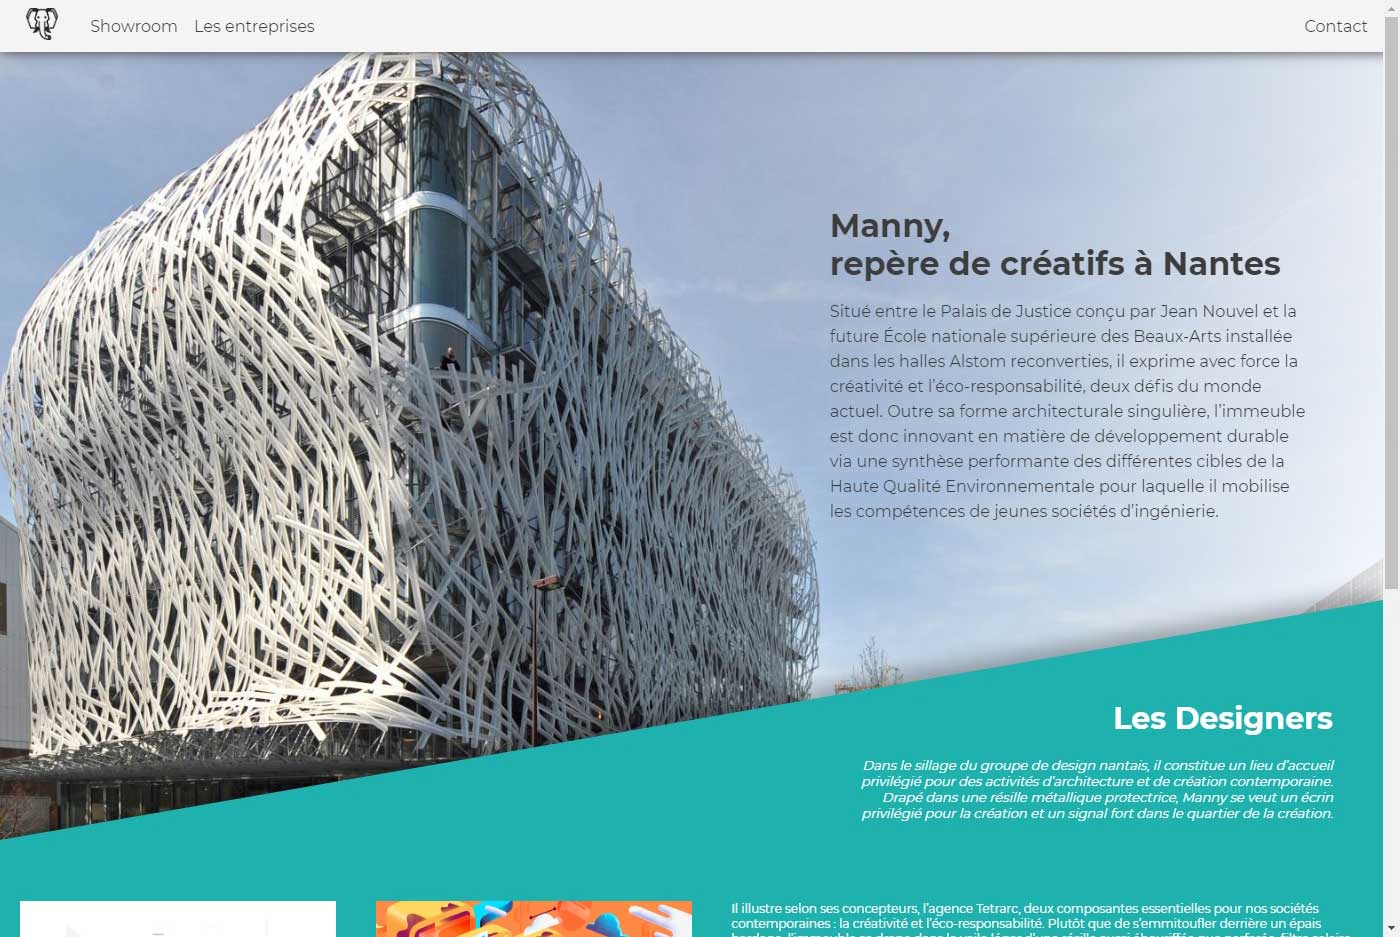 Showroom Les entreprises Contact
Manny,
repère de créatifs à Nantes
Situé entre le Palais de Justice conçu par Jean Nouvel et la
future École nationale supérieure des Beaux-Arts installée
dans les halles Alstom reconverties, il exprime avec force la
créativité et l'éco-responsabilité, deux défis du monde
actuel. Outre sa forme architecturale singulière, l'immeuble
est donc innovant en matière de développement durable
via une synthèse performante des différentes cibles de la
Haute Qualité Environnementale pour laquelle il mobilise
les compétences de jeunes sociétés d'ingénierie.
Les Designers
Dans le sillage du groupe de design nantais, il constitue un lieu d'accueil
privilégié pour des activités d'architecture et de création contemporaine.
Drapé dans une résille métallique protectrice, Manny se veut un écrin
privilégié pour la création et un signal fort dans le quartier de la création.
Il illustre selon ses concepteurs, l'agence Tetrarc, deux composantes essentielles pour nos sociétés
contemporaines : la créativité et l'éco-responsabilité. Plutôt que de s'emmitoufler derrière un épais